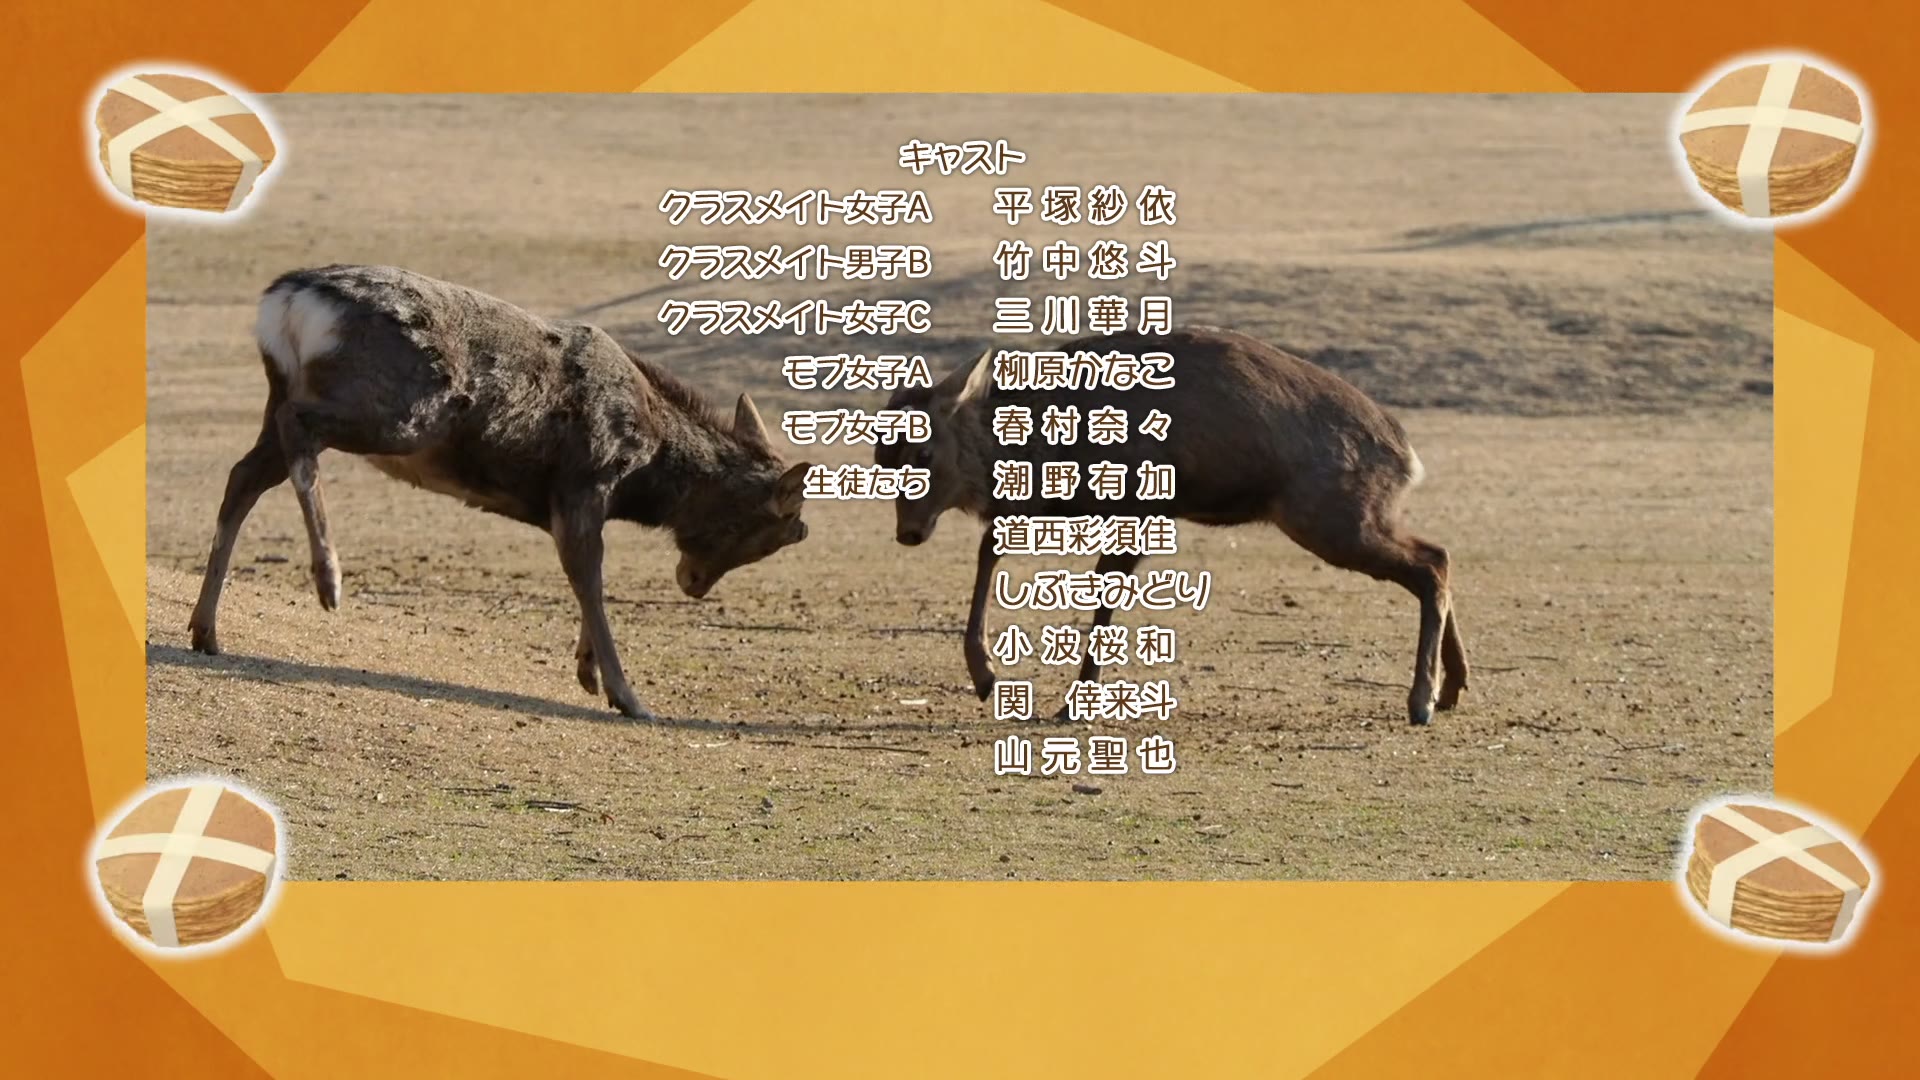 キャスト
クラスメイト女子A 平塚紗依
クラスメイト男子B 竹中悠斗
クラスメイト女子C 三川華月
モブ女子A 柳原かなこ
モブ女子B 春村奈々
生徒たち 潮野有加
道西彩須佳
しぶきみどり
小波桜和
関　倖来斗
山元聖也